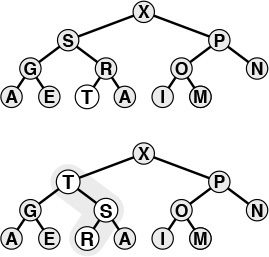 X
S P
G R O N
A E T A I M
X
T P
G S O N
A E R A I M